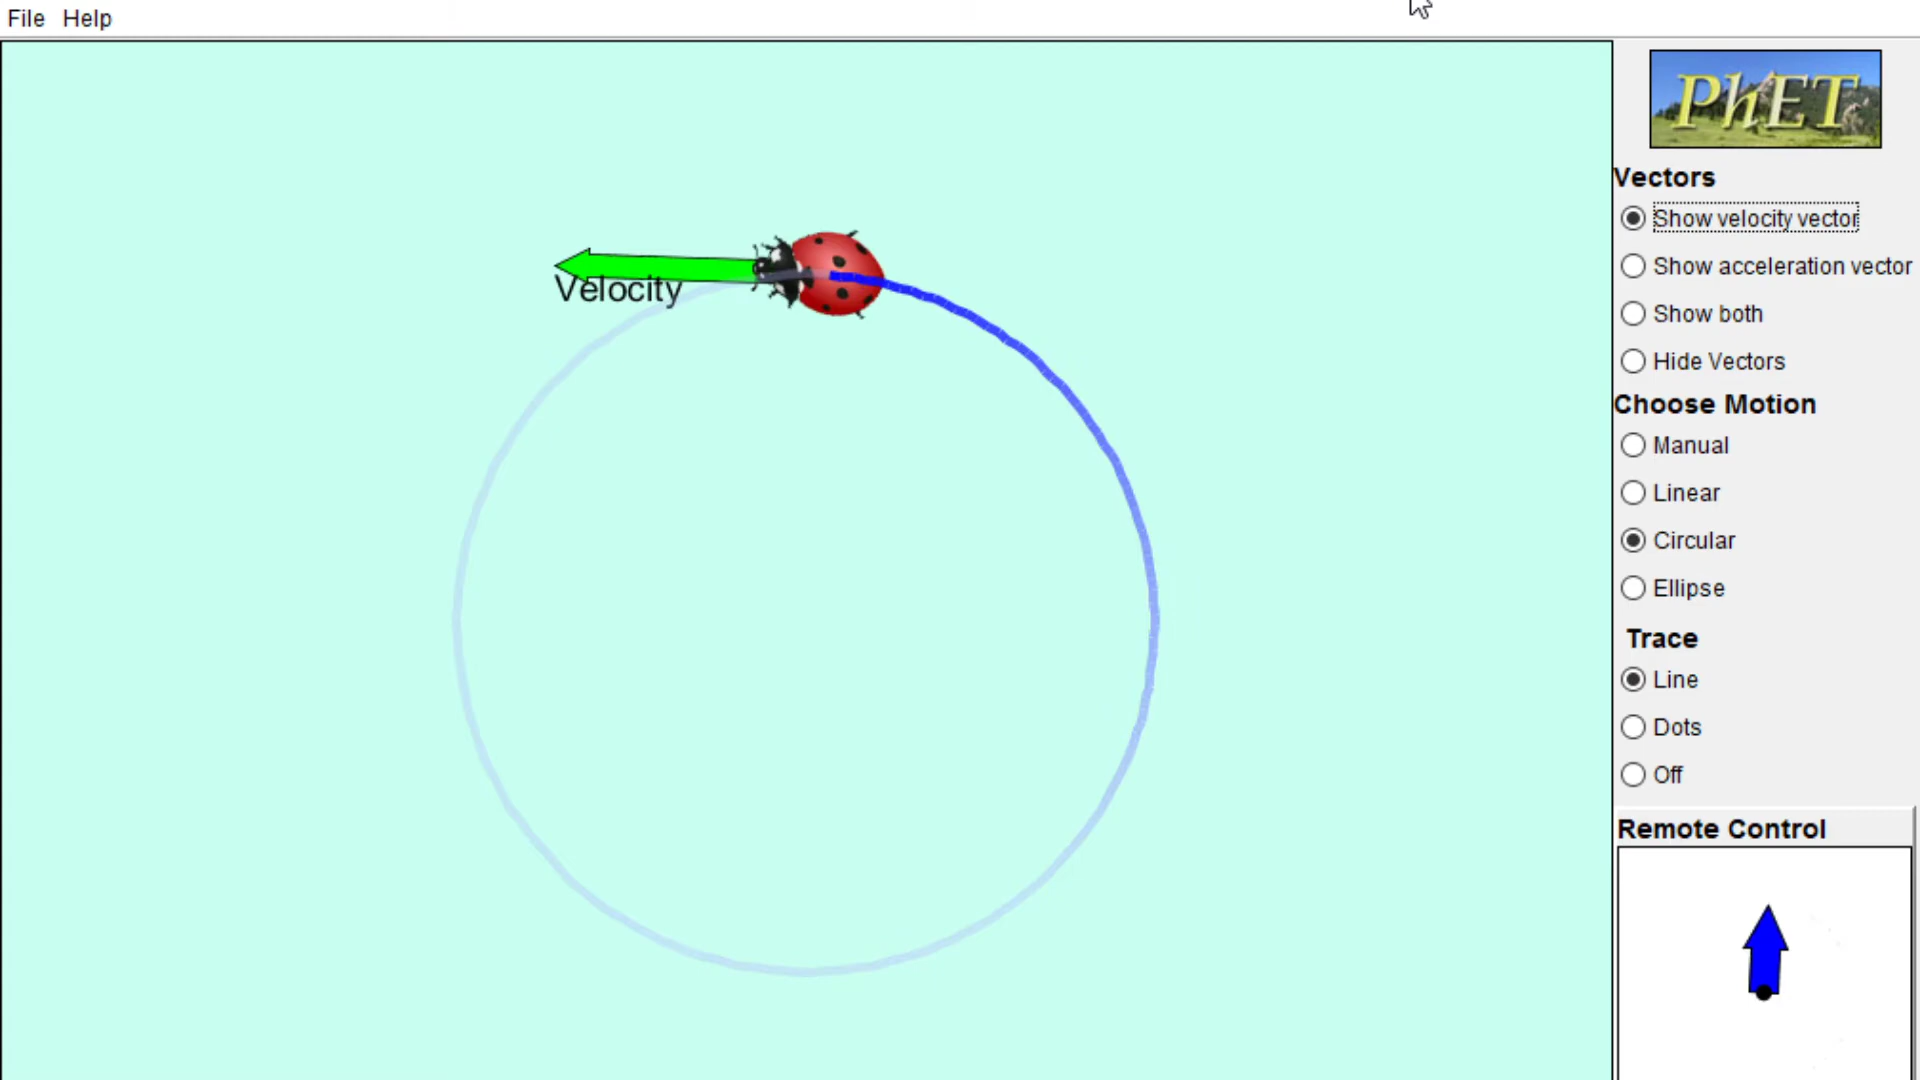 File Help
PhET
Vectors
Show velocity vector
Show acceleration vector
Show both
Hide Vectors
Choose Motion
Manual
Linear
Circular
Ellipse
Trace
Line
Dots
Off
Remote Control
Velocity